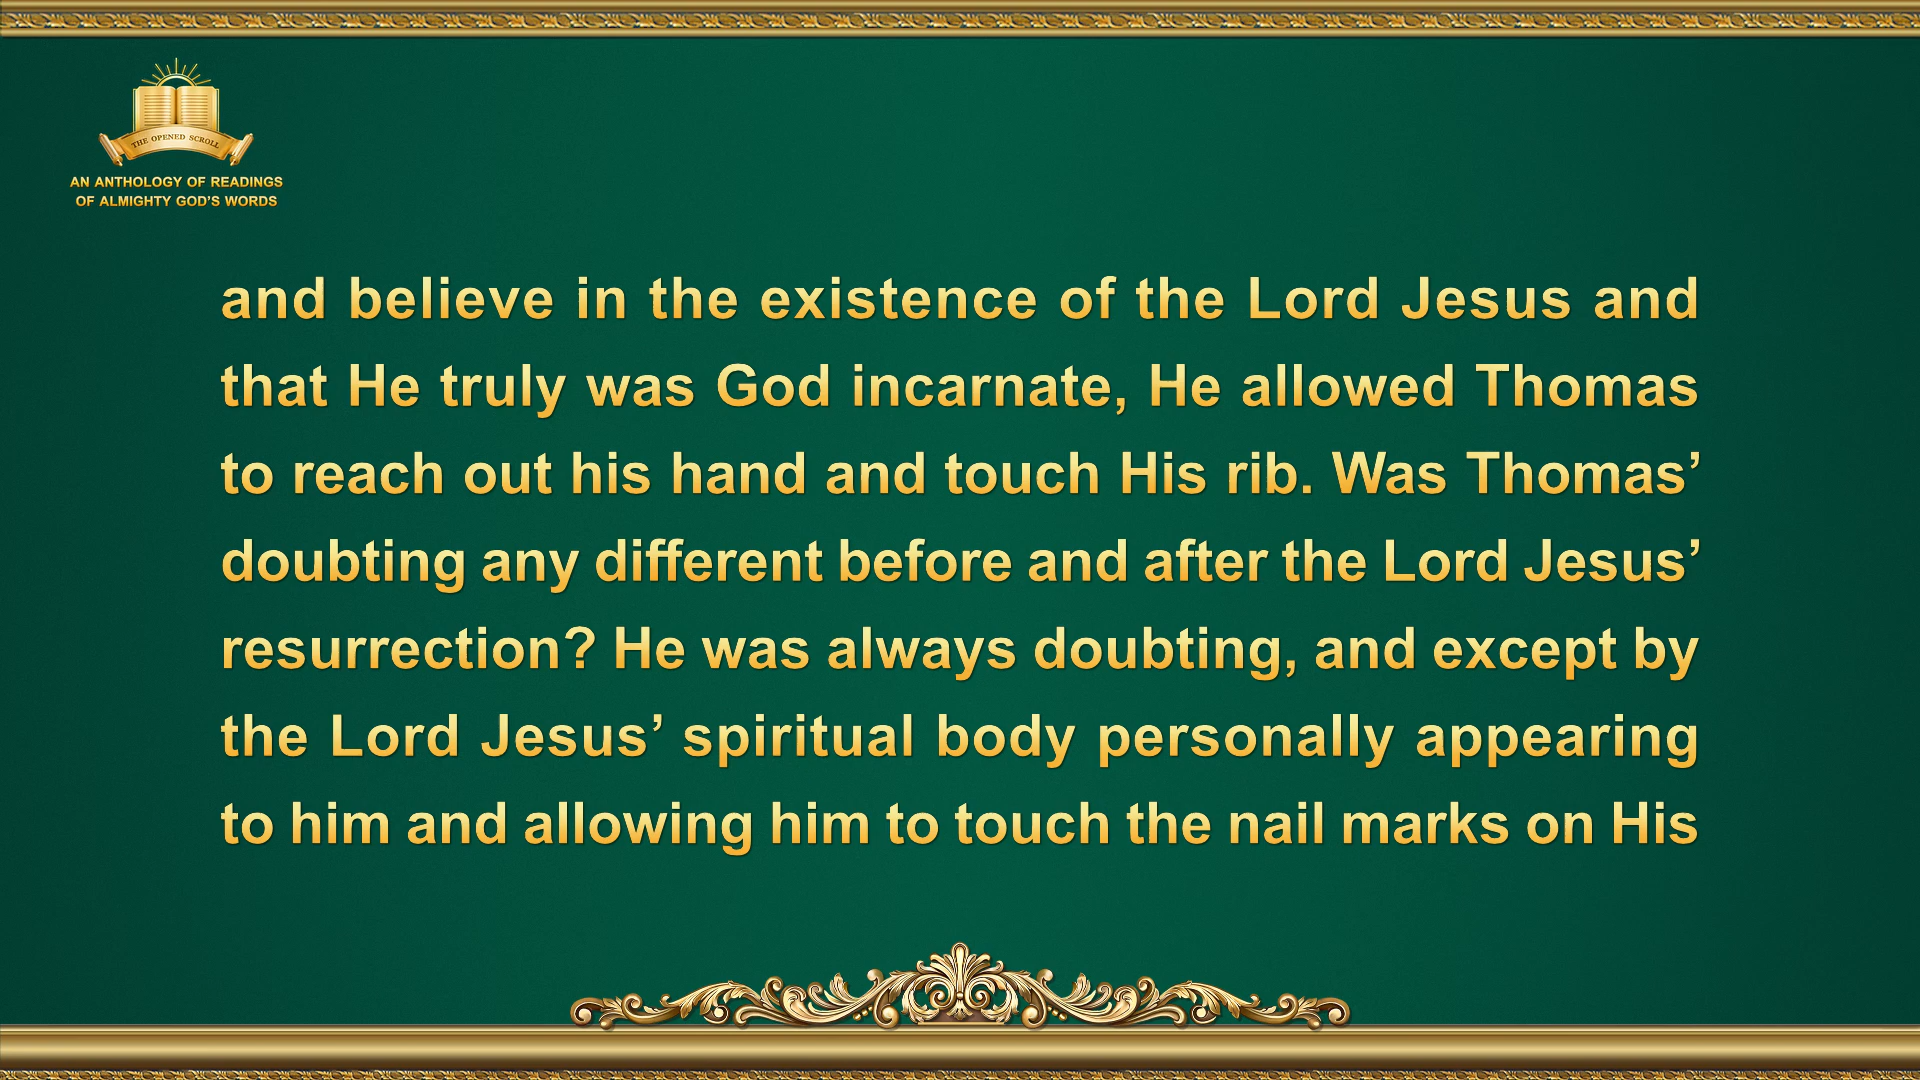 THE OPENED SCROLL
AN ANTHOLOGY OF READINGS
OF ALMIGHTY GOD’S WORDS
and believe in the existence of the Lord Jesus and
that He truly was God incarnate, He allowed Thomas
to reach out his hand and touch His rib. Was Thomas’
doubting any different before and after the Lord Jesus’
resurrection? He was always doubting, and except by
the Lord Jesus’ spiritual body personally appearing
to him and allowing him to touch the nail marks on His